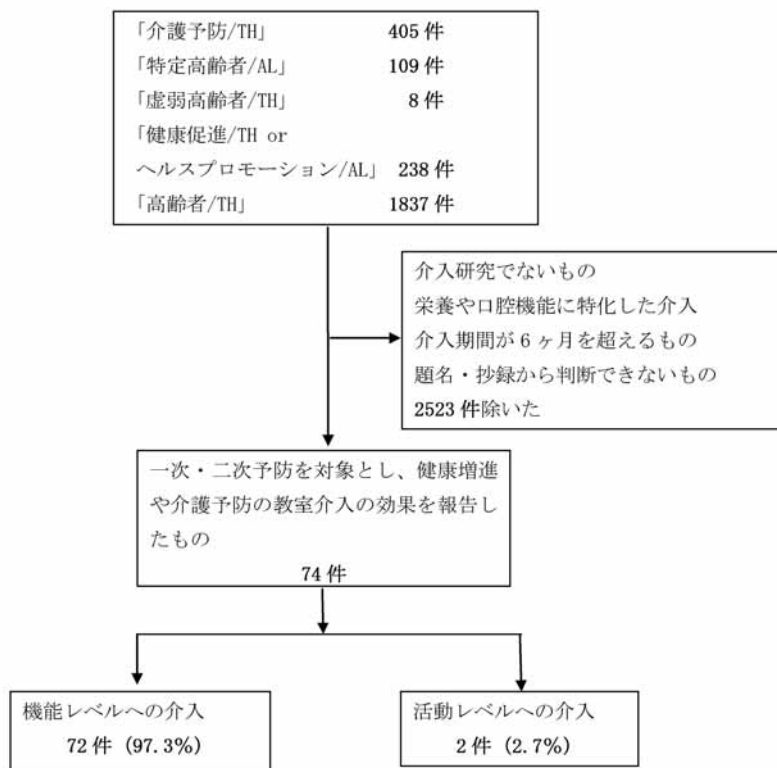 「介護予防/TH」 405 件
「特定高齢者/AL」 109 件
「虚弱高齢者/TH」 8 件
「健康促進/TH or
ヘルスプロモーション/AL」 238 件
「高齢者/TH」 1837 件
介入研究でないもの
栄養や口腔機能に特化した介入
介入期間が 6 ヶ月を超えるもの
題名・抄録から判断できないもの
2523 件除いた
一次・二次予防を対象とし、健康増進
や介護予防の教室介入の効果を報告し
たもの
74 件
機能レベルへの介入
72 件 (97.3%)
活動レベルへの介入
2 件 (2.7%)